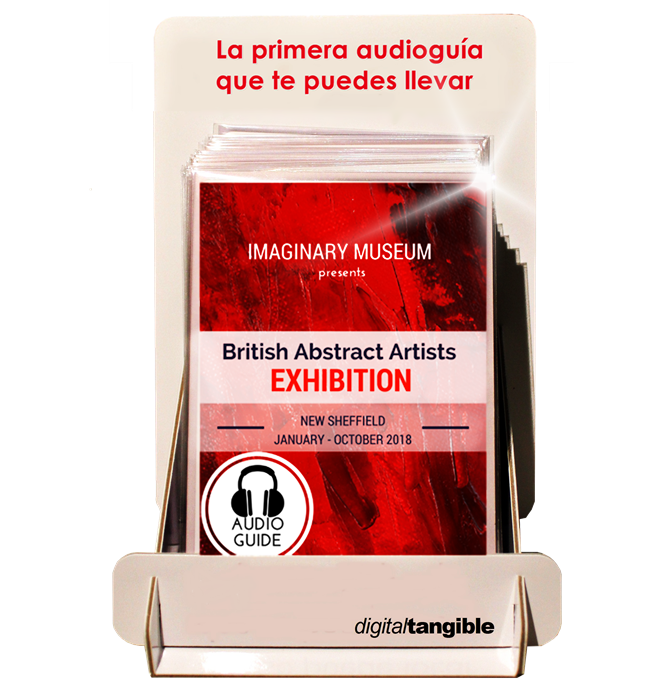 La primera audioguía
que te puedes llevar
IMAGINARY MUSEUM
presents
British Abstract Artists
EXHIBITION
NEW SHEFFIELD
JANUARY - OCTOBER 2018
AUDIO
GUIDE
digitaltangible